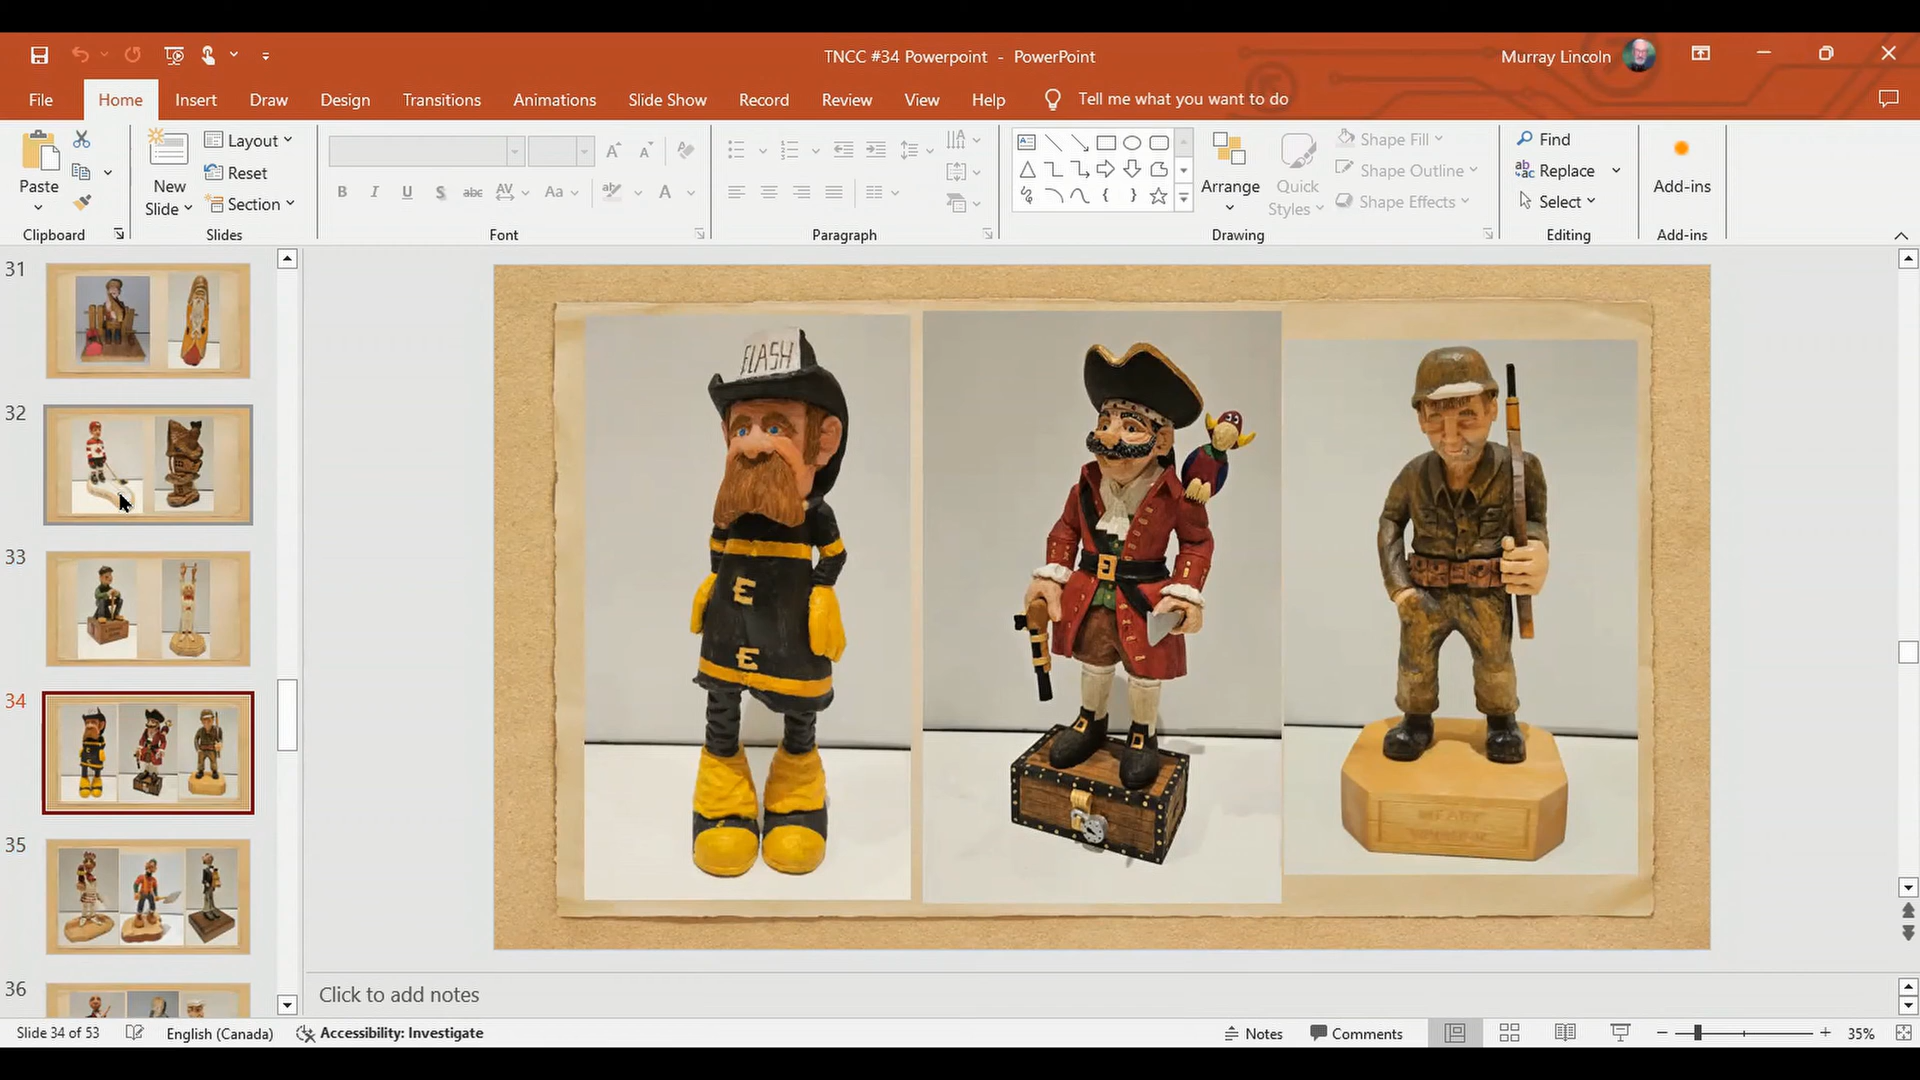 TNCC #34 Powerpoint - PowerPoint
Murray Lincoln
File Home Insert Draw Design Transitions Animations Slide Show Record Review View Help Tell me what you want to do
Paste
New
Slide
Layout
Reset
Section
B I U S abc AV Aa A
Arrange
Quick
Styles
Shape Fill
Shape Outline
Shape Effects
Find
Replace
Select
Add-ins
Clipboard Slides Font Paragraph Drawing Editing Add-ins
31
32
33
34
35
36
FLASH
Click to add notes
Slide 34 of 53 English (Canada) Accessibility: Investigate Notes Comments 35%